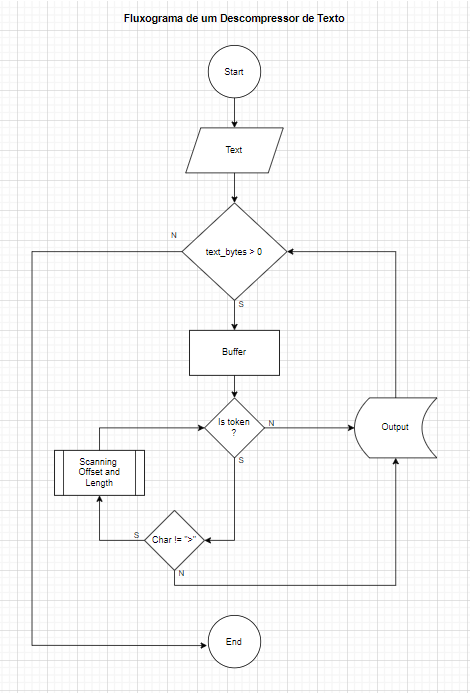 Fluxograma de um Descompressor de Texto
Start
Text
N
text_bytes > 0
S
Buffer
Is token
?
N
Output
S
Scanning
Offset and
Length
S
Char != ">"
N
End